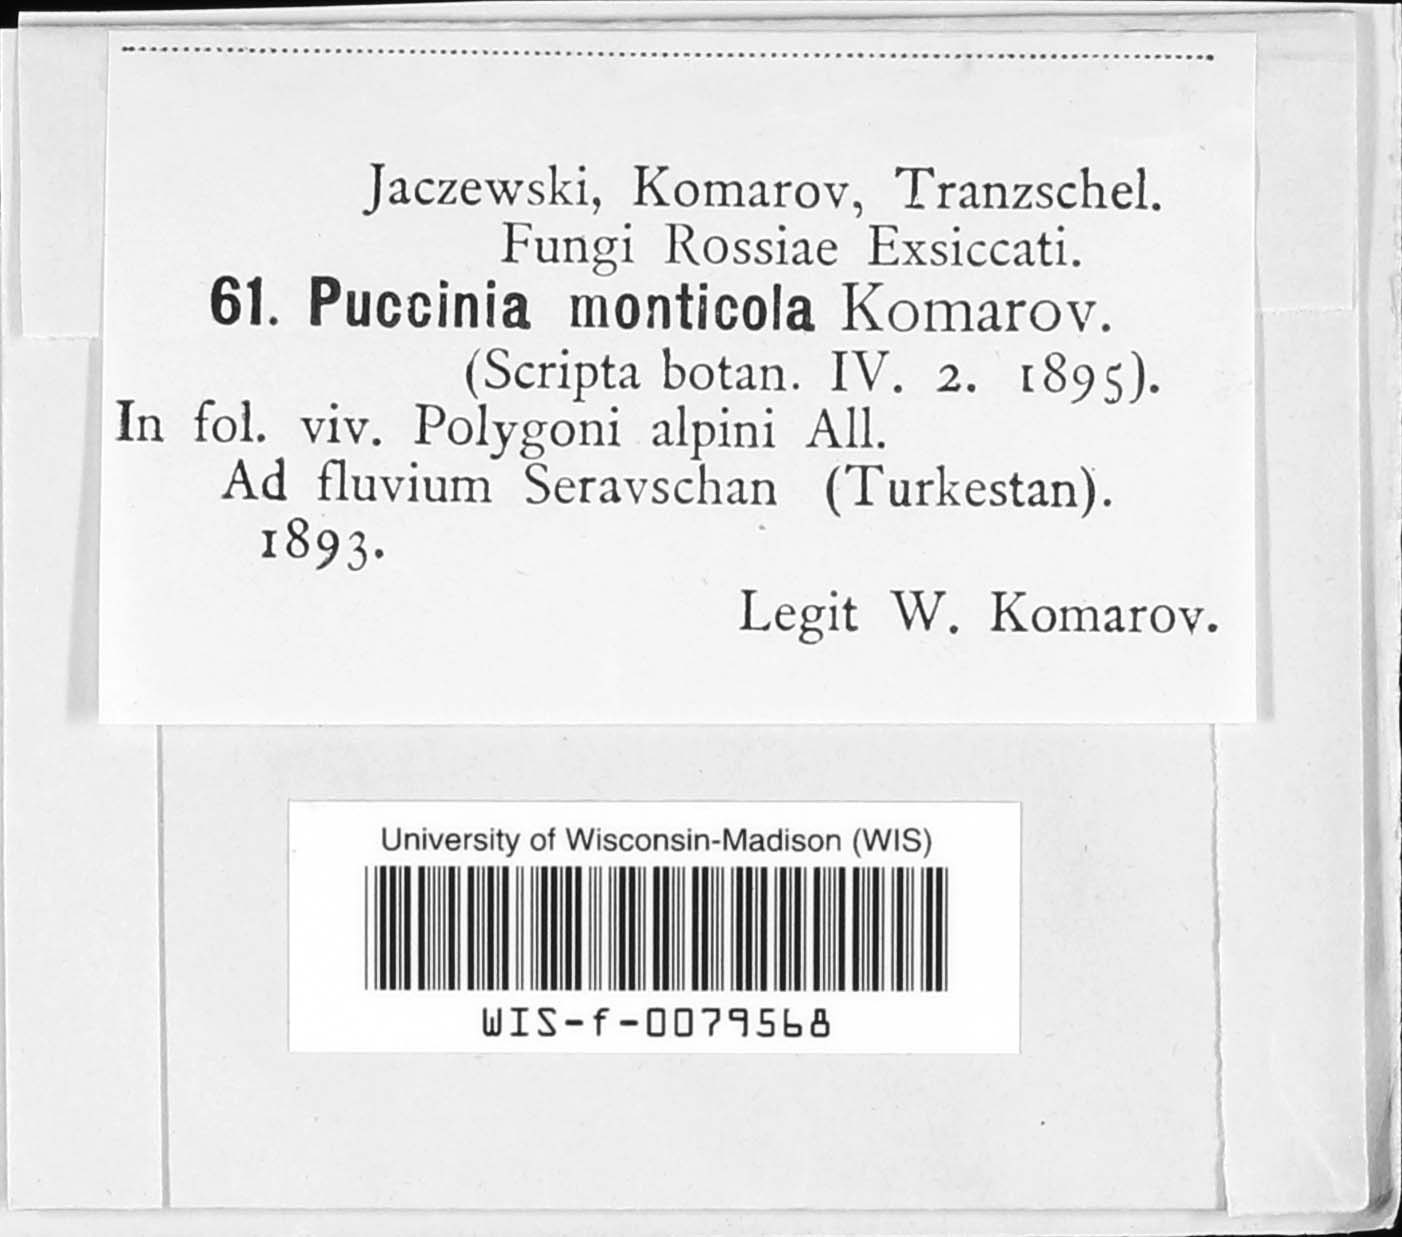 Jaczewski, Komarov, Tranzschel.
Fungi Rossiae Exsiccati.
61. Puccinia monticola Komarov.
(Scripta botan. IV. 2. 1895).
In fol. viv. Polygoni alpini All.
Ad fluvium Seravschan (Turkestan).
1893.
Legit W. Komarov.
University of Wisconsin-Madison (WIS)
WIS-f-0079568